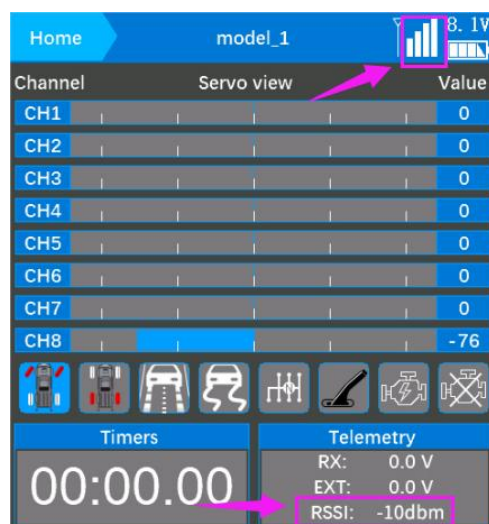 Home model_1 8.1V
Channel Servo view Value
CH1 0
CH2 0
CH3 0
CH4 0
CH5 0
CH6 0
CH7 0
CH8 -76
Timers Telemetry
00:00.00
RX: 0.0 V
EXT: 0.0 V
RSSI: -10dbm